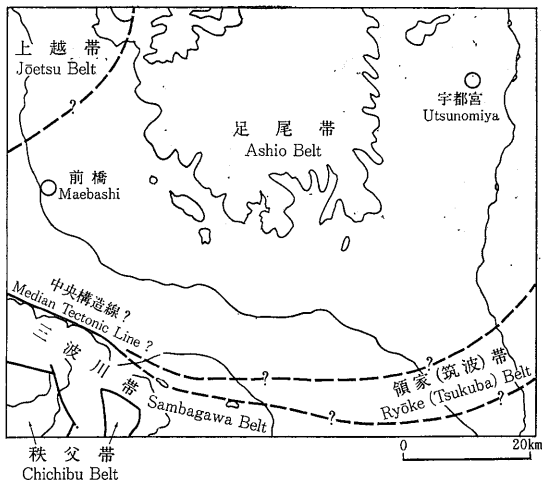 上越帯
Jōetsu Belt
?
宇都宮
Utsunomiya
足尾帯
Ashio Belt
前橋
Maebashi
中央構造線?
Median Tectonic Line ?
三波川帯
Sambagawa Belt
?
?
?
?
領家(筑波)帯
Ryōke (Tsukuba) Belt
秩父帯
Chichibu Belt
0 20km